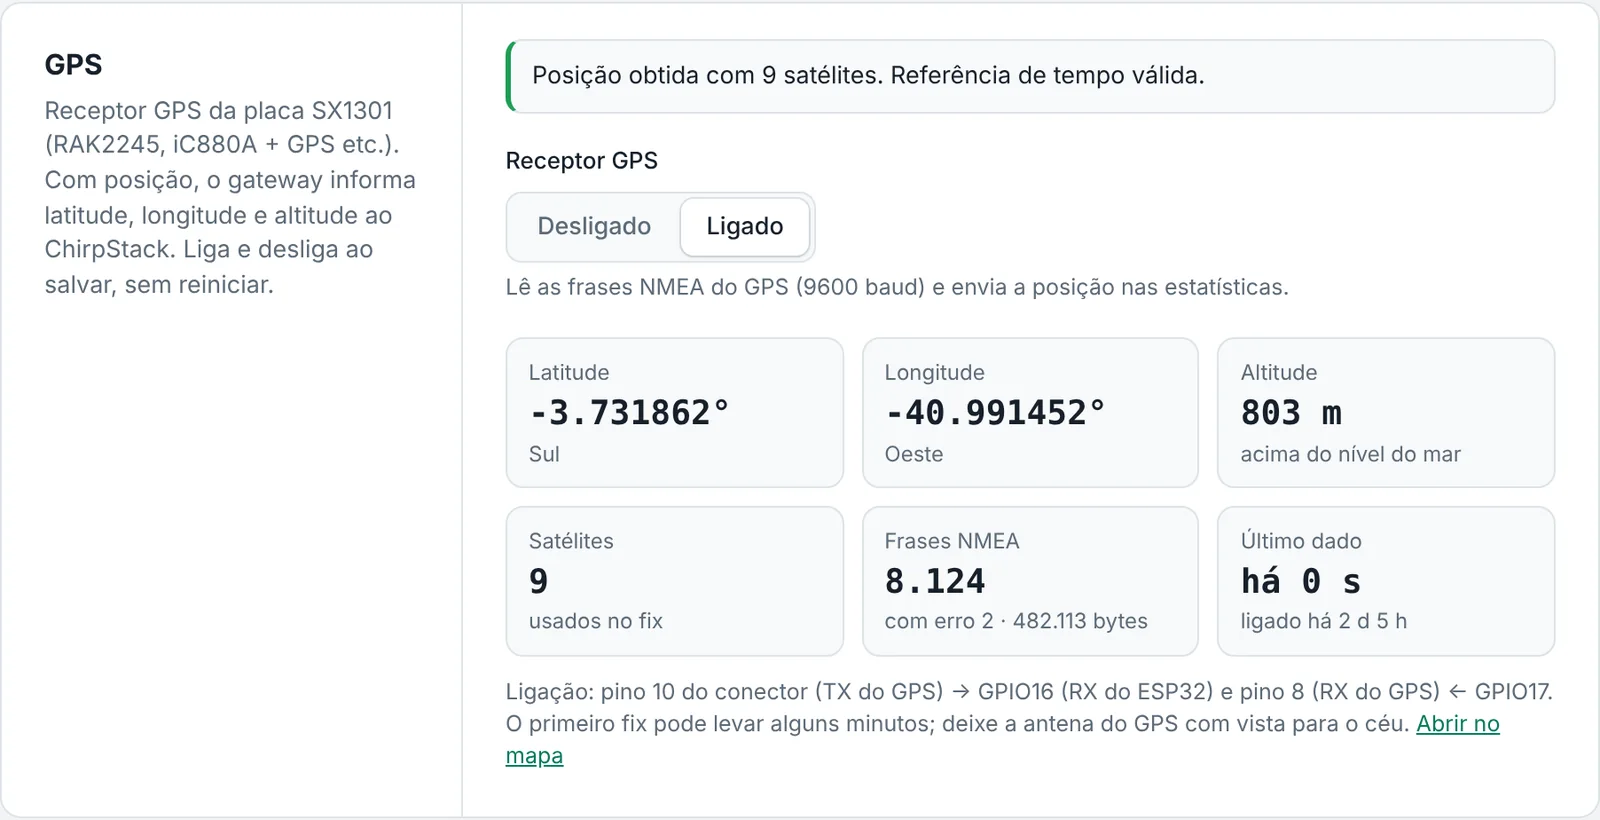 GPS
Receptor GPS da placa SX1301
(RAK2245, iC880A + GPS etc.).
Com posição, o gateway informa
latitude, longitude e altitude ao
ChirpStack. Liga e desliga ao
salvar, sem reiniciar.
Posição obtida com 9 satélites. Referência de tempo válida.
Receptor GPS
Desligado
Ligado
Lê as frases NMEA do GPS (9600 baud) e envia a posição nas estatísticas.
Latitude
-3.731862°
Sul
Longitude
-40.991452°
Oeste
Altitude
803 m
acima do nível do mar
Satélites
9
usados no fix
Frases NMEA
8.124
com erro 2 · 482.113 bytes
Último dado
há 0 s
ligado há 2 d 5 h
Ligação: pino 10 do conector (TX do GPS) → GPIO16 (RX do ESP32) e pino 8 (RX do GPS) ← GPIO17.
O primeiro fix pode levar alguns minutos; deixe a antena do GPS com vista para o céu. Abrir no
mapa